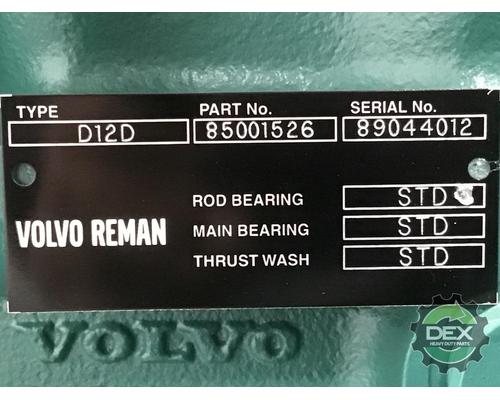 TYPE PART No. SERIAL No.
D12D 85001526 89044012
ROD BEARING STD
VOLVO REMAN MAIN BEARING STD
THRUST WASH STD
VOLVO
DEX
HEAVY DUTY PARTS